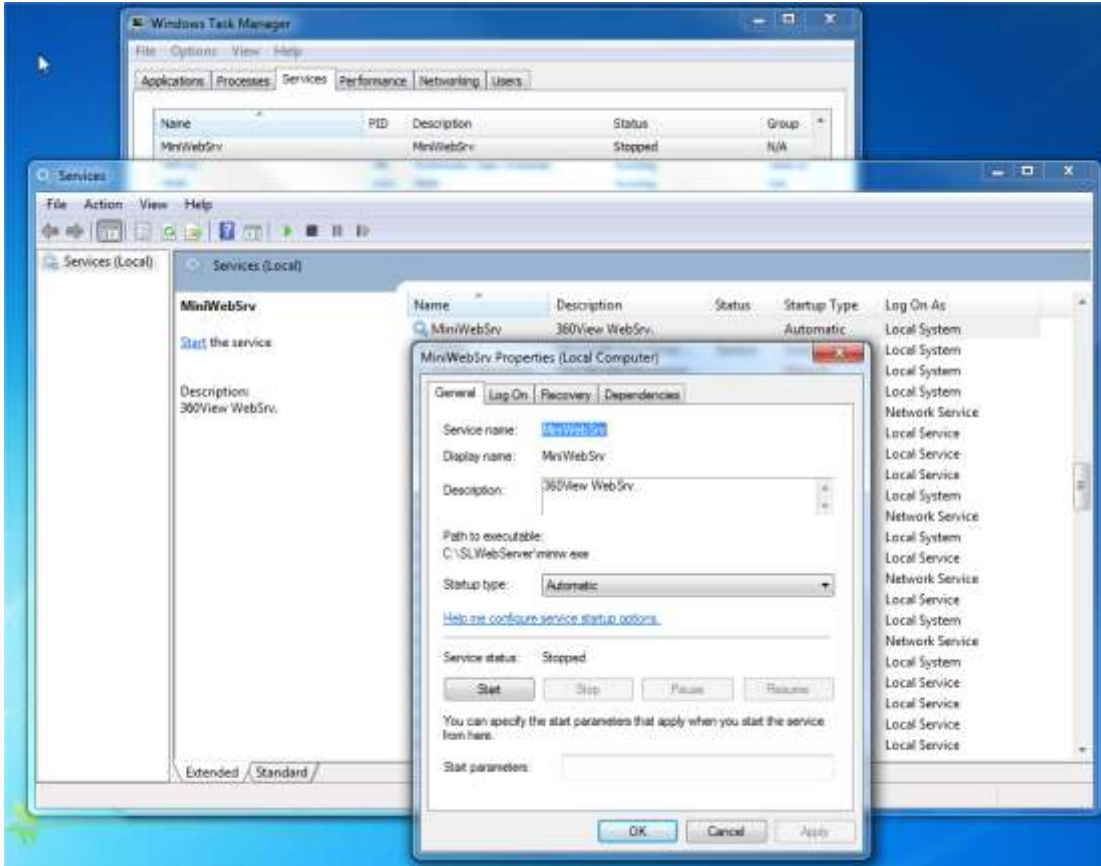 Windows Task Manager
File Options View Help
Applications Processes Services Performance Networking Users
Name PID Description Status Group
MiniWebSrv MiniWebSrv Stopped N/A
Services
File Action View Help
Services (Local)
Services (Local)
MiniWebSrv
Start the service
Description:
360View WebSrv.
Name Description Status Startup Type Log On As
MiniWebSrv 360View WebSrv. Automatic Local System
Local System
Local System
Local System
Network Service
Local Service
Local Service
Local Service
Local System
Network Service
Local System
Local Service
Network Service
Local Service
Local System
Network Service
Local System
Local Service
Local Service
Local Service
Local Service
MiniWebSrv Properties (Local Computer)
General Log On Recovery Dependencies
Service name: MiniWebSrv
Display name: MiniWebSrv
Description: 360View WebSrv.
Path to executable:
C:\SLWebServer\miniw.exe
Startup type: Automatic
Help me configure service startup options.
Service status: Stopped
Start Stop Pause Resume
You can specify the start parameters that apply when you start the service
from here.
Start parameters:
OK Cancel Apply
Extended Standard